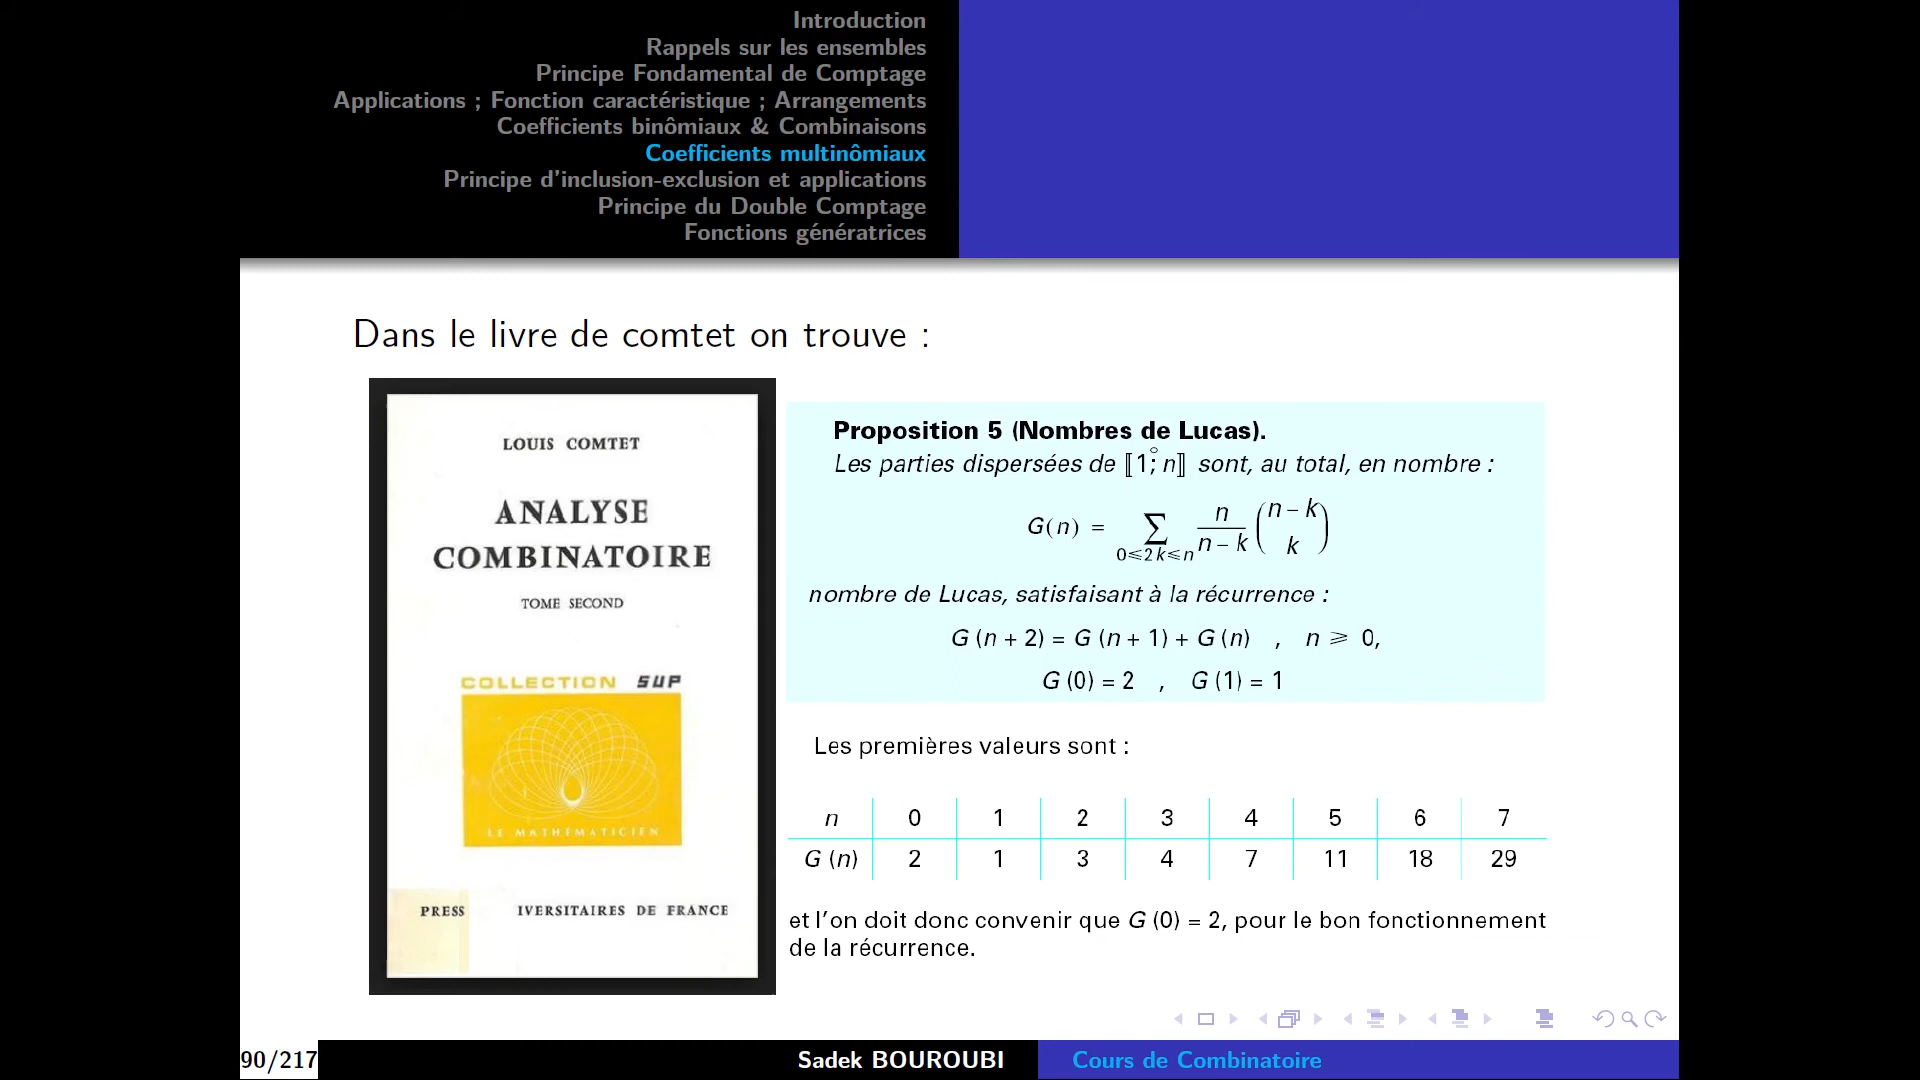 Introduction
Rappels sur les ensembles
Principe Fondamental de Comptage
Applications ; Fonction caractéristique ; Arrangements
Coefficients binômiaux & Combinaisons
Coefficients multinômiaux
Principe d'inclusion-exclusion et applications
Principe du Double Comptage
Fonctions génératrices
Dans le livre de comtet on trouve :
LOUIS COMTET
ANALYSE
COMBINATOIRE
TOME SECOND
COLLECTION SUP
LE MATHÉMATICIEN
PRESS IVERSITAIRES DE FRANCE
Proposition 5 (Nombres de Lucas).
Les parties dispersées de ⟦1 ;̊ n⟧ sont, au total, en nombre :
G(n) = ∑_{0⩽2k⩽n} n/(n – k) (n – k ¦ k)
nombre de Lucas, satisfaisant à la récurrence :
G (n + 2) = G (n + 1) + G (n) , n ⩾ 0,
G (0) = 2 , G (1) = 1
Les premières valeurs sont :
n 0 1 2 3 4 5 6 7
G (n) 2 1 3 4 7 11 18 29
et l'on doit donc convenir que G (0) = 2, pour le bon fonctionnement
de la récurrence.
90/217 Sadek BOUROUBI Cours de Combinatoire